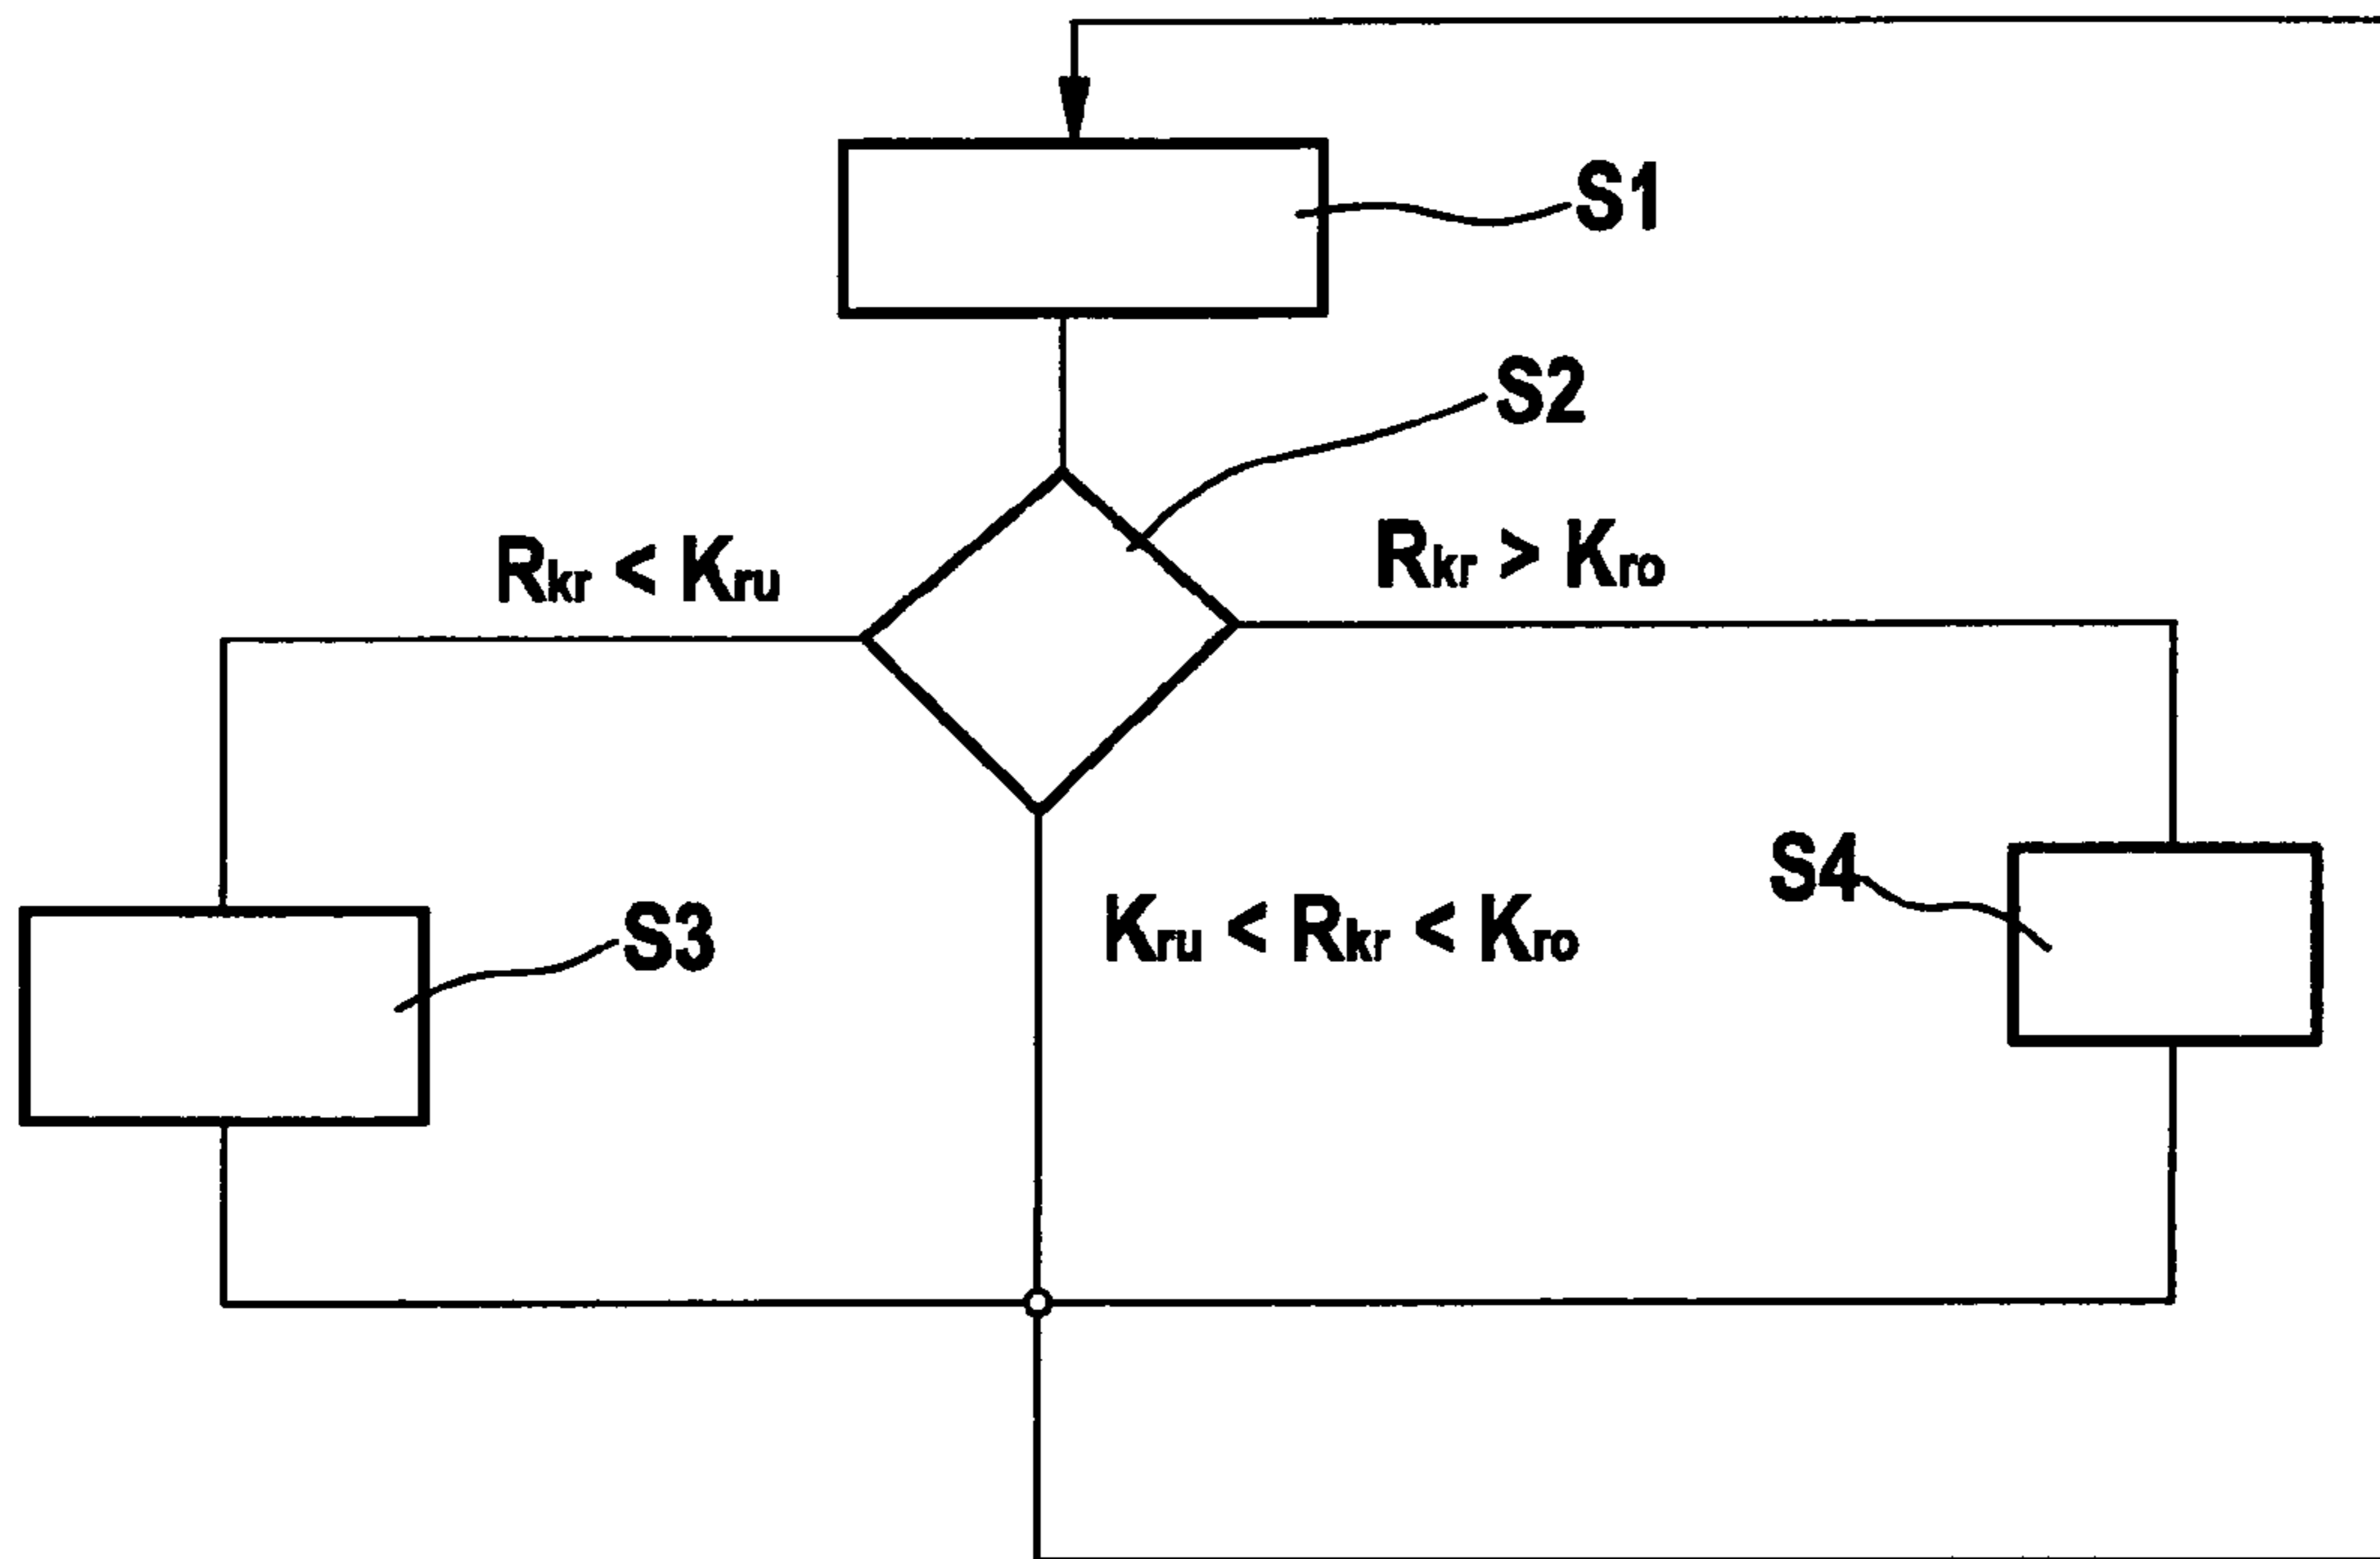 S1
S2
Rkr < Kru
Rkr > Kro
S4
S3
Kru < Rkr < Kro